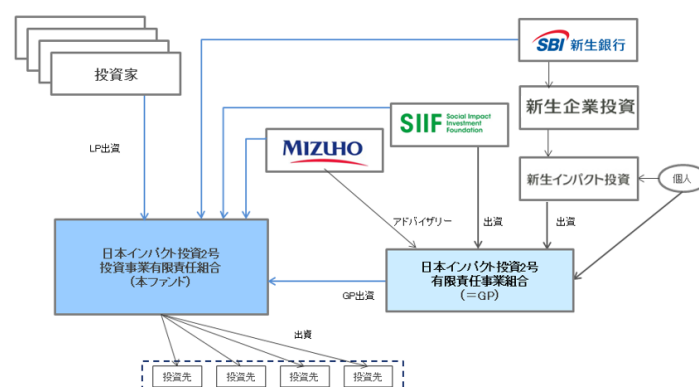 投資家
SBI 新生銀行
新生企業投資
SIIF Social Impact
Investment
Foundation
MIZUHO
新生インパクト投資
個人
LP出資
アドバイザリー
出資
出資
日本インパクト投資2号
投資事業有限責任組合
(本ファンド)
日本インパクト投資2号
有限責任事業組合
(=GP)
GP出資
出資
投資先
投資先
投資先
投資先